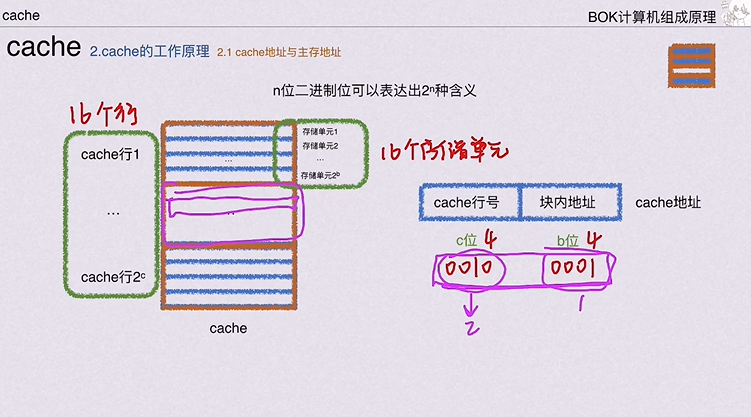 cache
BOK计算机组成原理
cache 2.cache的工作原理 2.1 cache地址与主存地址
n位二进制位可以表达出2ⁿ种含义
16个行
cache行1
...
cache行2ᶜ
存储单元1
存储单元2
...
存储单元2ᵇ
...
...
cache
16个存储单元
cache行号 块内地址 cache地址
c位 4 b位 4
0010 0001
2 1